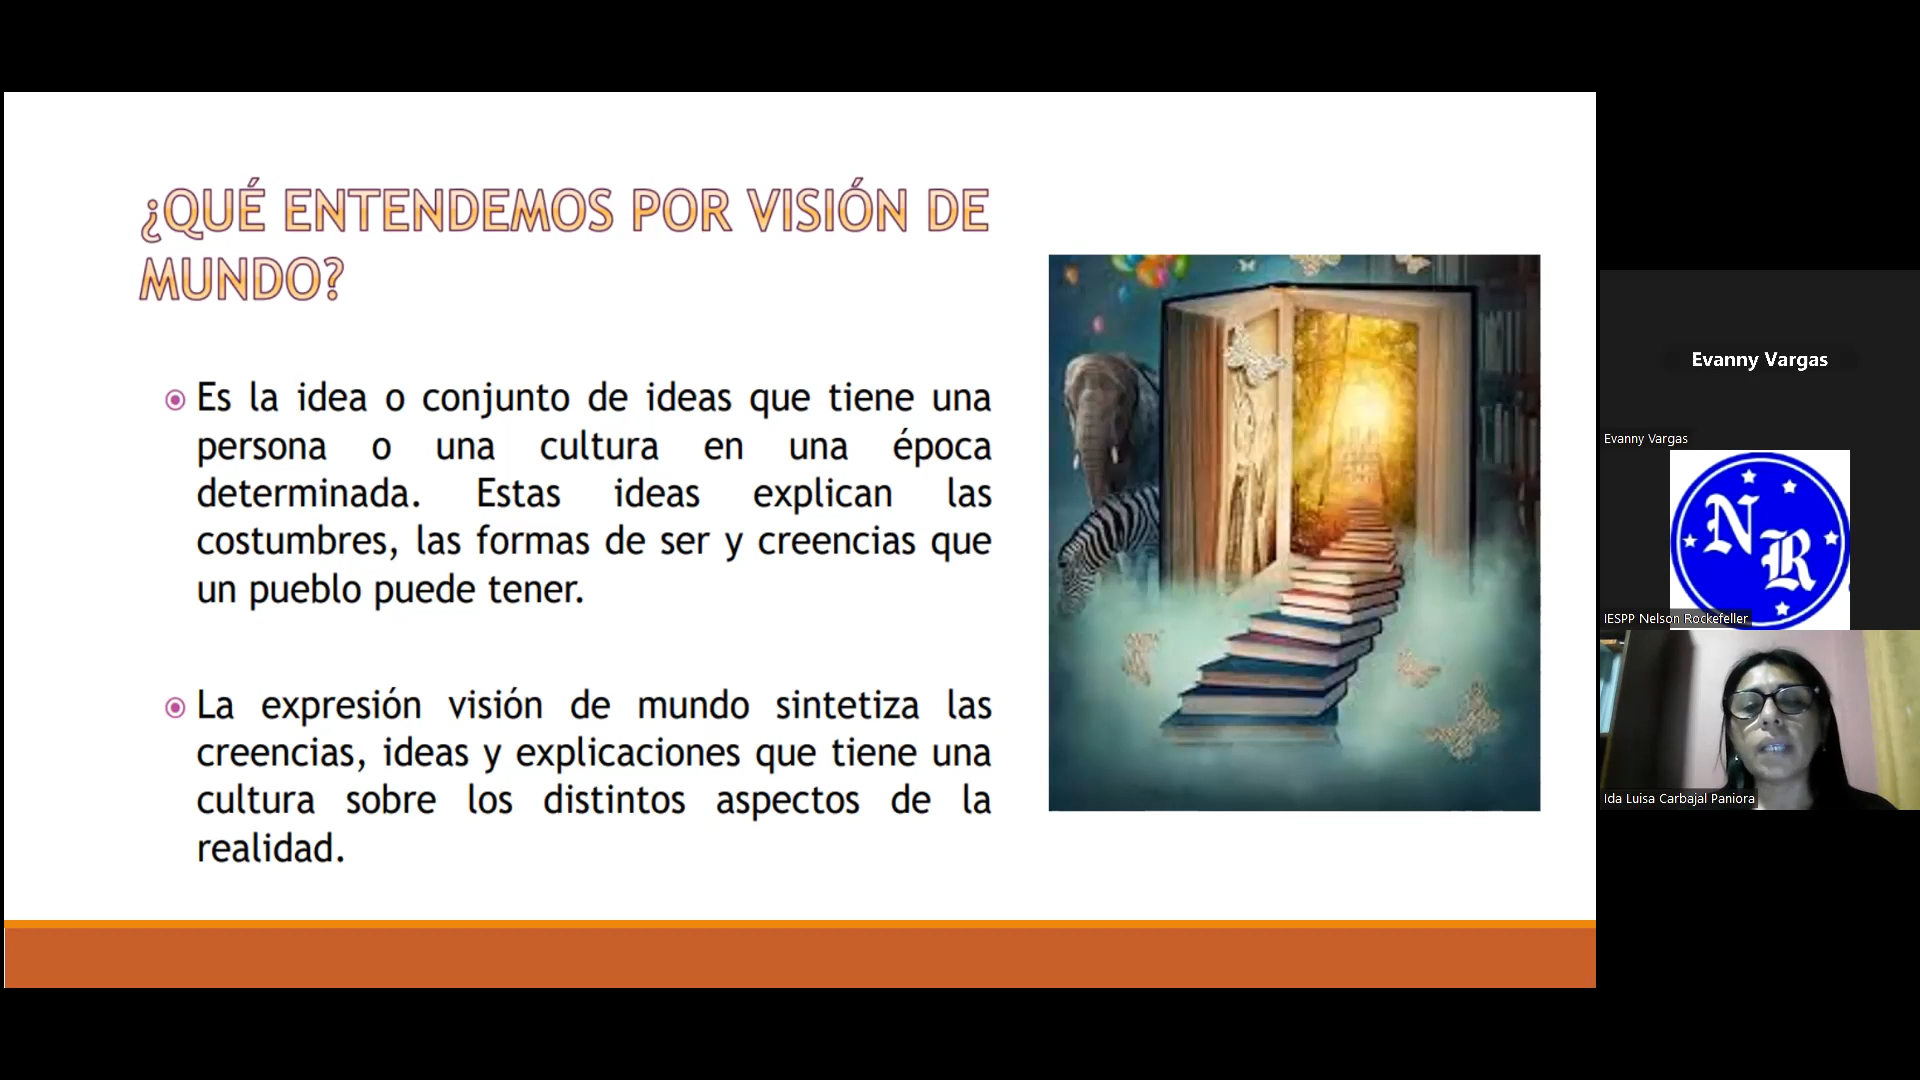 ¿QUÉ ENTENDEMOS POR VISIÓN DE
MUNDO?
Es la idea o conjunto de ideas que tiene una
persona o una cultura en una época
determinada. Estas ideas explican las
costumbres, las formas de ser y creencias que
un pueblo puede tener.
La expresión visión de mundo sintetiza las
creencias, ideas y explicaciones que tiene una
cultura sobre los distintos aspectos de la
realidad.
Evanny Vargas
Evanny Vargas
NR
IESPP Nelson Rockefeller
Ida Luisa Carbajal Paniora